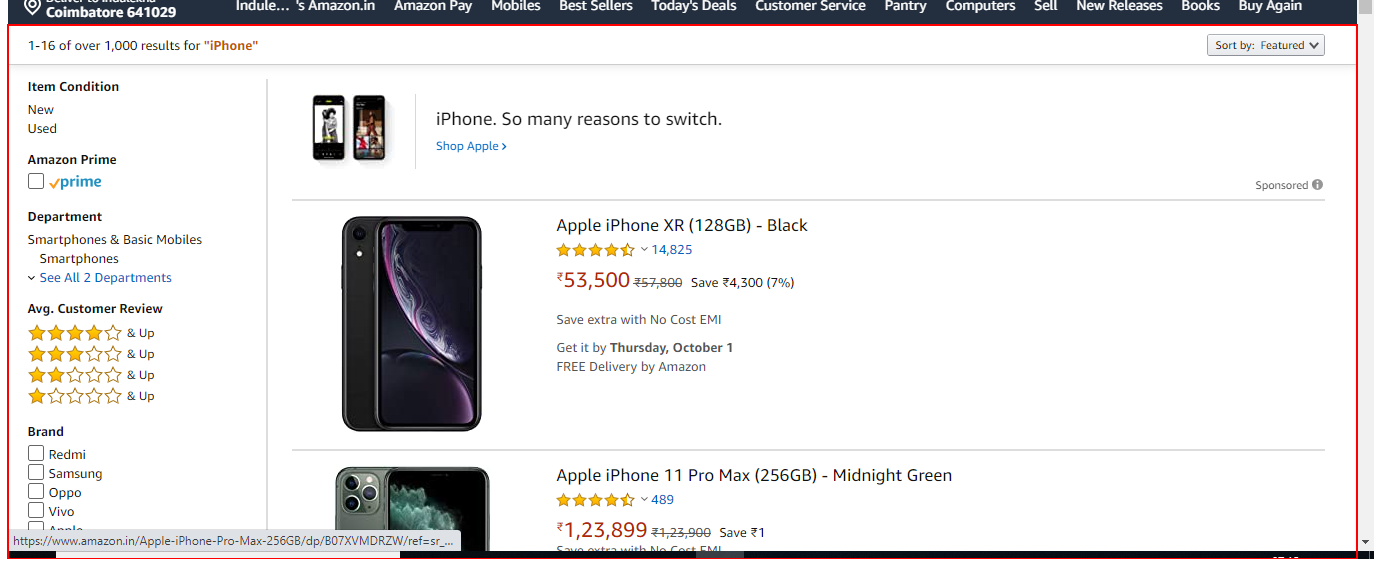 Coimbatore 641029
Indule... 's Amazon.in Amazon Pay Mobiles Best Sellers Today's Deals Customer Service Pantry Computers Sell New Releases Books Buy Again
1-16 of over 1,000 results for "iPhone"
Sort by: Featured
Item Condition
New
Used
Amazon Prime
prime
Department
Smartphones & Basic Mobiles
Smartphones
See All 2 Departments
Avg. Customer Review
& Up
& Up
& Up
& Up
Brand
Redmi
Samsung
Oppo
Vivo
Apple
https://www.amazon.in/Apple-iPhone-Pro-Max-256GB/dp/B07XVMDRZW/ref=sr_...
iPhone. So many reasons to switch.
Shop Apple ›
Sponsored
Apple iPhone XR (128GB) - Black
14,825
₹53,500 ₹57,800 Save ₹4,300 (7%)
Save extra with No Cost EMI
Get it by Thursday, October 1
FREE Delivery by Amazon
Apple iPhone 11 Pro Max (256GB) - Midnight Green
489
₹1,23,899 ₹1,23,900 Save ₹1
Save extra with No Cost EMI